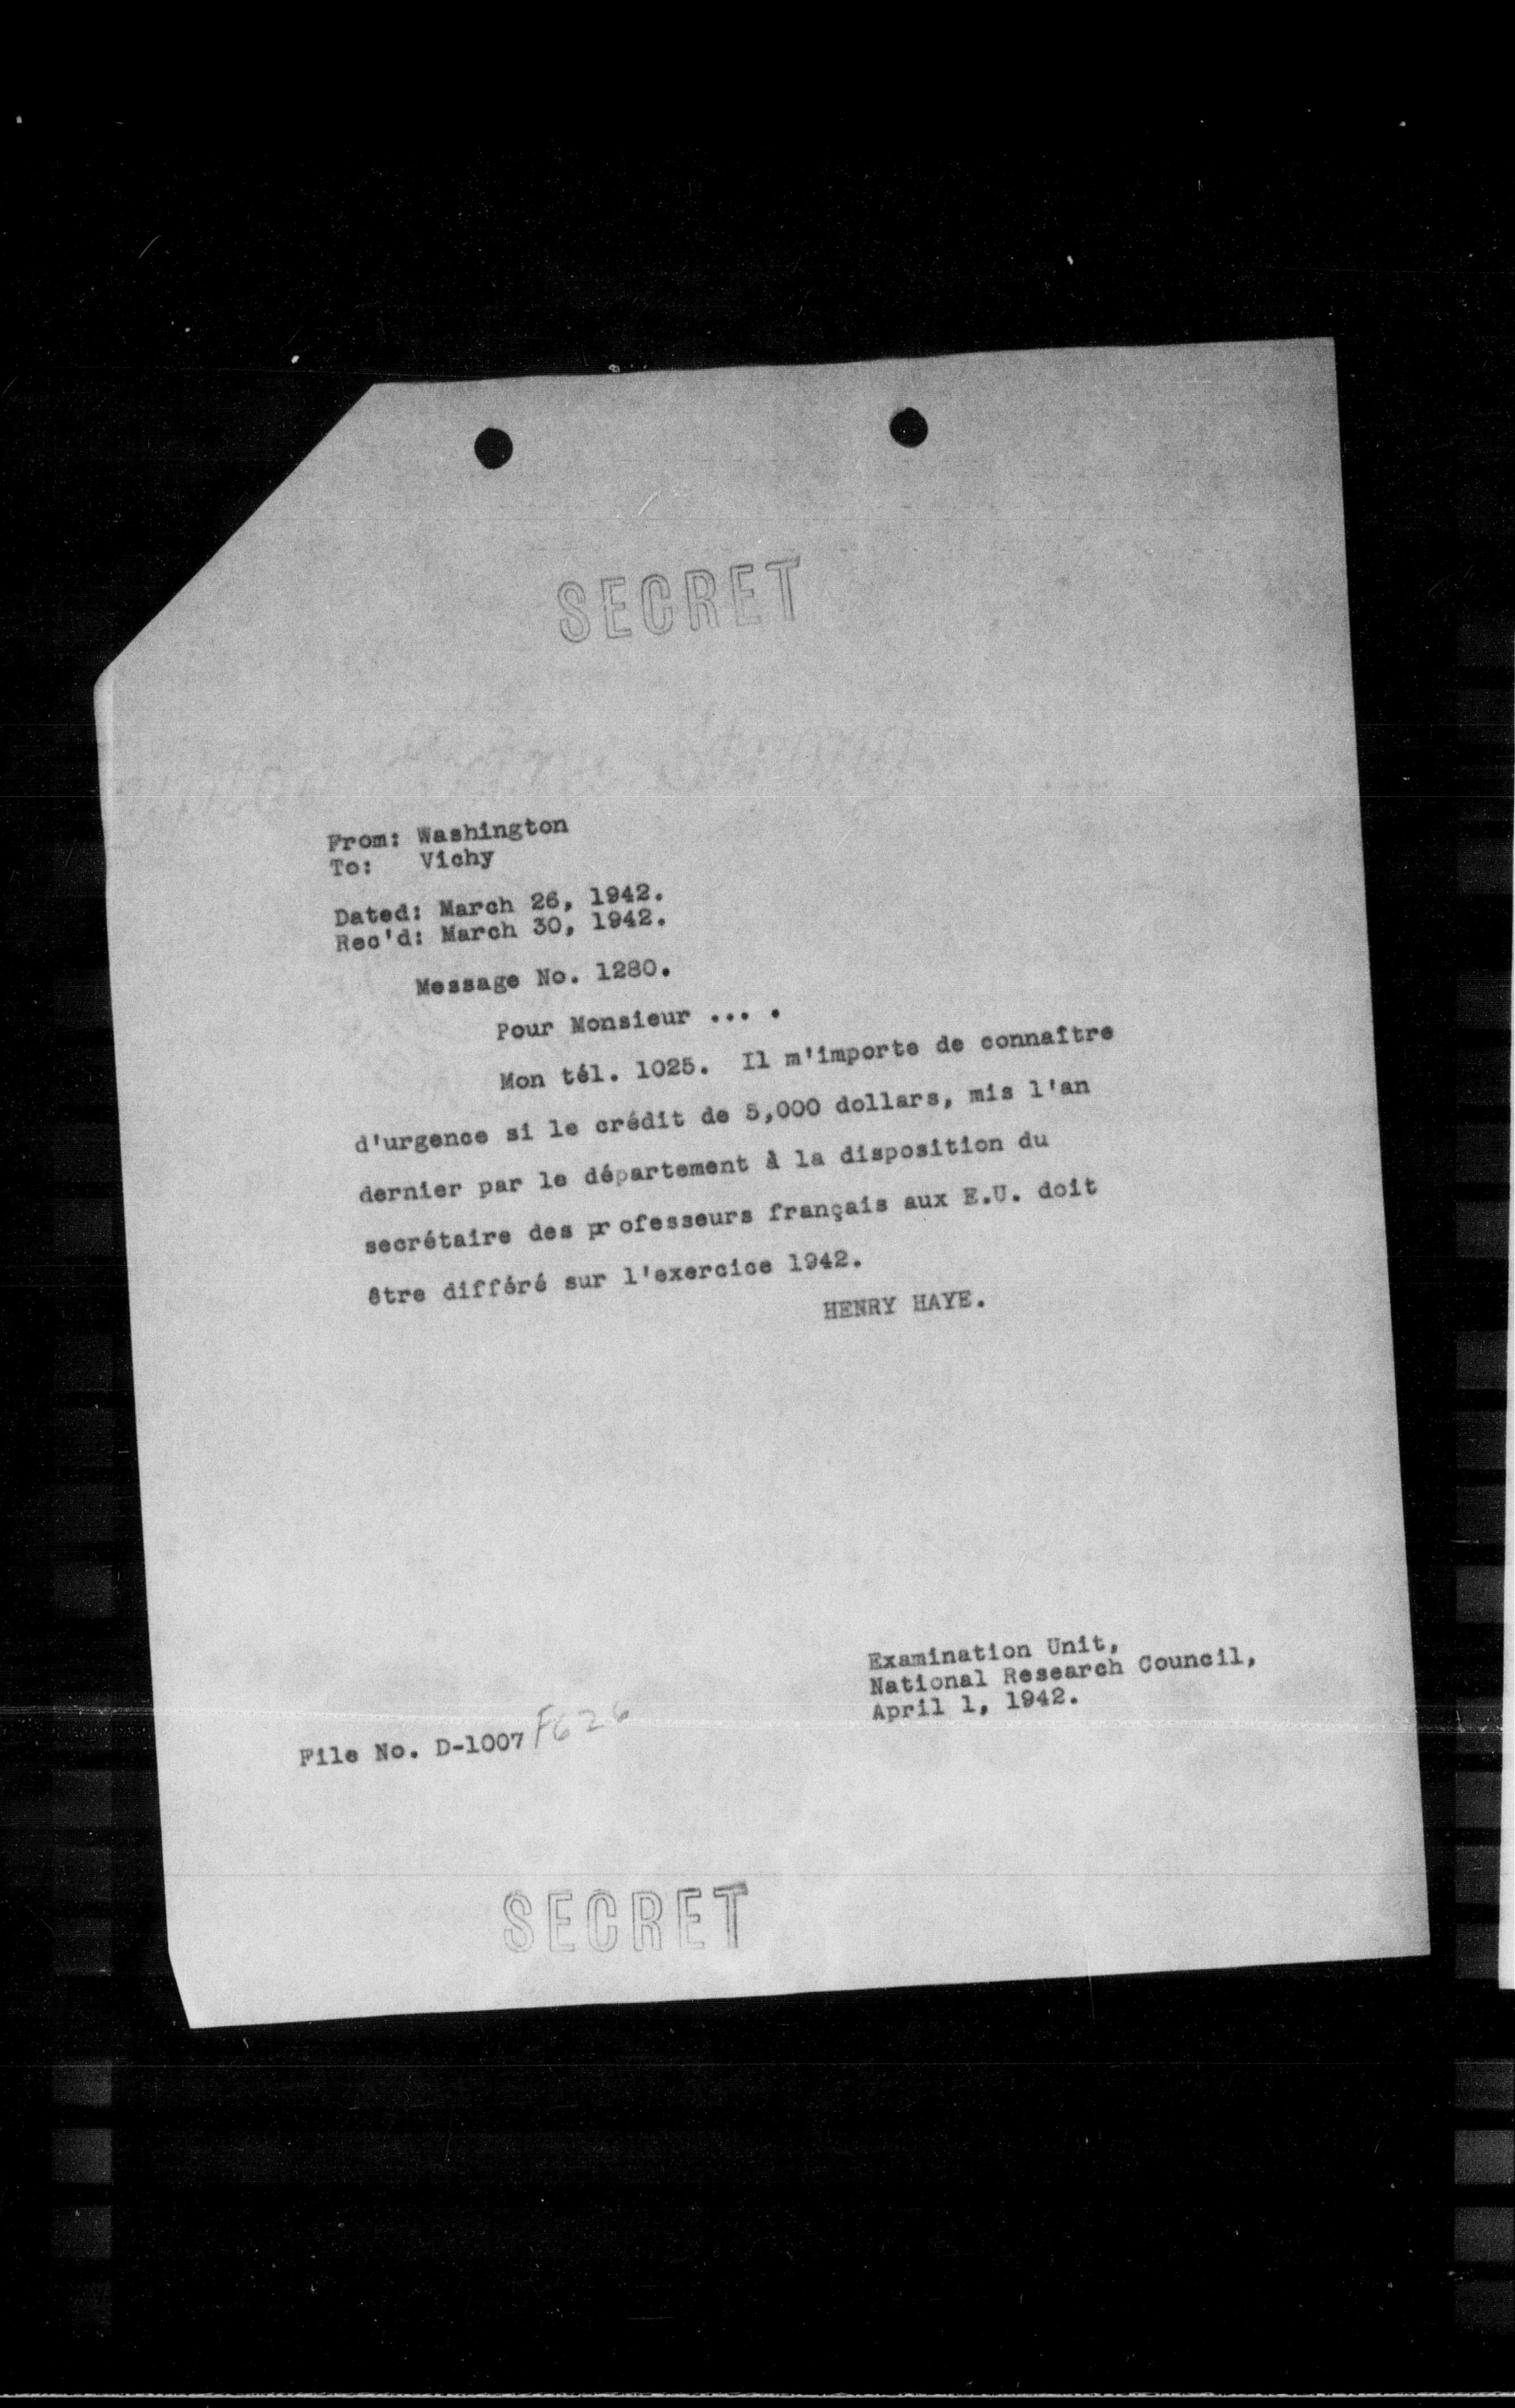 SECRET
From: Washington
To: Vichy
Dated: March 26, 1942.
Rec'd: March 30, 1942.
Message No. 1280.
Pour Monsieur ... .
Mon tél. 1025. Il m'importe de connaître
d'urgence si le crédit de 5,000 dollars, mis l'an
dernier par le département à la disposition du
secrétaire des professeurs français aux E.U. doit
être différé sur l'exercice 1942.
HENRY HAYE.
Examination Unit,
National Research Council,
April 1, 1942.
File No. D-1007 F626
SECRET